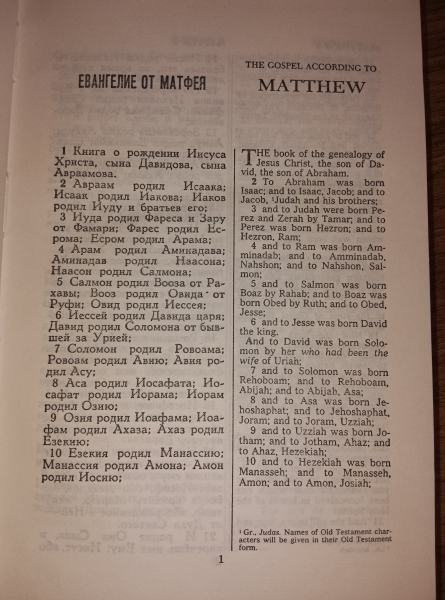 ЕВАНГЕЛИЕ ОТ МАТФЕЯ
1 Книга о рождении Иисуса
Христа, сына Давидова, сына
Авраамова.
2 Авраам родил Исаака;
Исаак родил Иакова; Иаков
родил Иуду и братьев его;
3 Иуда родил Фареса и Зару
от Фамари; Фарес родил Ес-
рома; Есром родил Арама;
4 Арам родил Аминадава;
Аминадав родил Наасона;
Наасон родил Салмона;
5 Салмон родил Вооза от Ра-
хавы; Вооз родил Овида от
Руфи; Овид родил Иессея;
6 Иессей родил Давида царя;
Давид родил Соломона от быв-
шей за Урией;
7 Соломон родил Ровоама;
Ровоам родил Авию; Авия ро-
дил Асу;
8 Аса родил Иосафата; Ио-
сафат родил Иорама; Иорам
родил Озию;
9 Озия родил Иоафама; Иоа-
фам родил Ахаза; Ахаз родил
Езекию;
10 Езекия родил Манассию;
Манассия родил Амона; Амон
родил Иосию;
THE GOSPEL ACCORDING TO
MATTHEW
THE book of the genealogy of
Jesus Christ, the son of Da-
vid, the son of Abraham.
2 To Abraham was born
Isaac; and to Isaac, Jacob; and to
Jacob, ¹Judah and his brothers;
3 and to Judah were born Pe-
rez and Zerah by Tamar; and to
Perez was born Hezron; and to
Hezron, Ram;
4 and to Ram was born Am-
minadab; and to Amminadab,
Nahshon; and to Nahshon, Sal-
mon;
5 and to Salmon was born
Boaz by Rahab; and to Boaz was
born Obed by Ruth; and to Obed,
Jesse;
6 and to Jesse was born David
the king.
And to David was born Solo-
mon by her who had been the
wife of Uriah;
7 and to Solomon was born
Rehoboam; and to Rehoboam,
Abijah; and to Abijah, Asa;
8 and to Asa was born Je-
hoshaphat; and to Jehoshaphat,
Joram; and to Joram, Uzziah;
9 and to Uzziah was born Jo-
tham; and to Jotham, Ahaz; and
to Ahaz, Hezekiah;
10 and to Hezekiah was born
Manasseh; and to Manasseh,
Amon; and to Amon, Josiah;
¹ Gr., Judas. Names of Old Testament char-
acters will be given in their Old Testament
form.
1